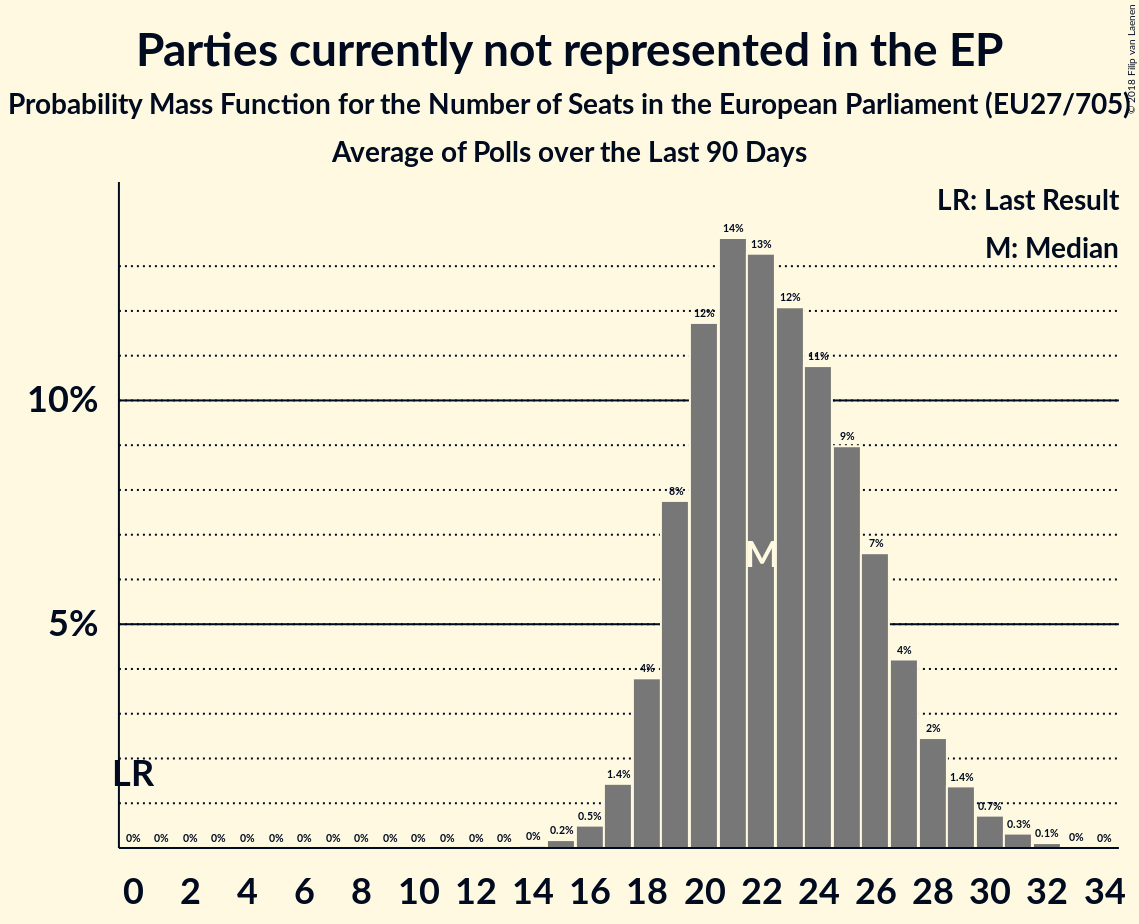 Parties currently not represented in the EP
Probability Mass Function for the Number of Seats in the European Parliament (EU27/705)
Average of Polls over the Last 90 Days
© 2018 Filip van Laenen
LR: Last Result
M: Median
10%
5%
LR
M
0% 0% 0% 0% 0% 0% 0% 0% 0% 0% 0% 0% 0% 0% 0% 0.2% 0.5% 1.4% 4% 8% 12% 14% 13% 12% 11% 9% 7% 4% 2% 1.4% 0.7% 0.3% 0.1% 0% 0%
0 2 4 6 8 10 12 14 16 18 20 22 24 26 28 30 32 34